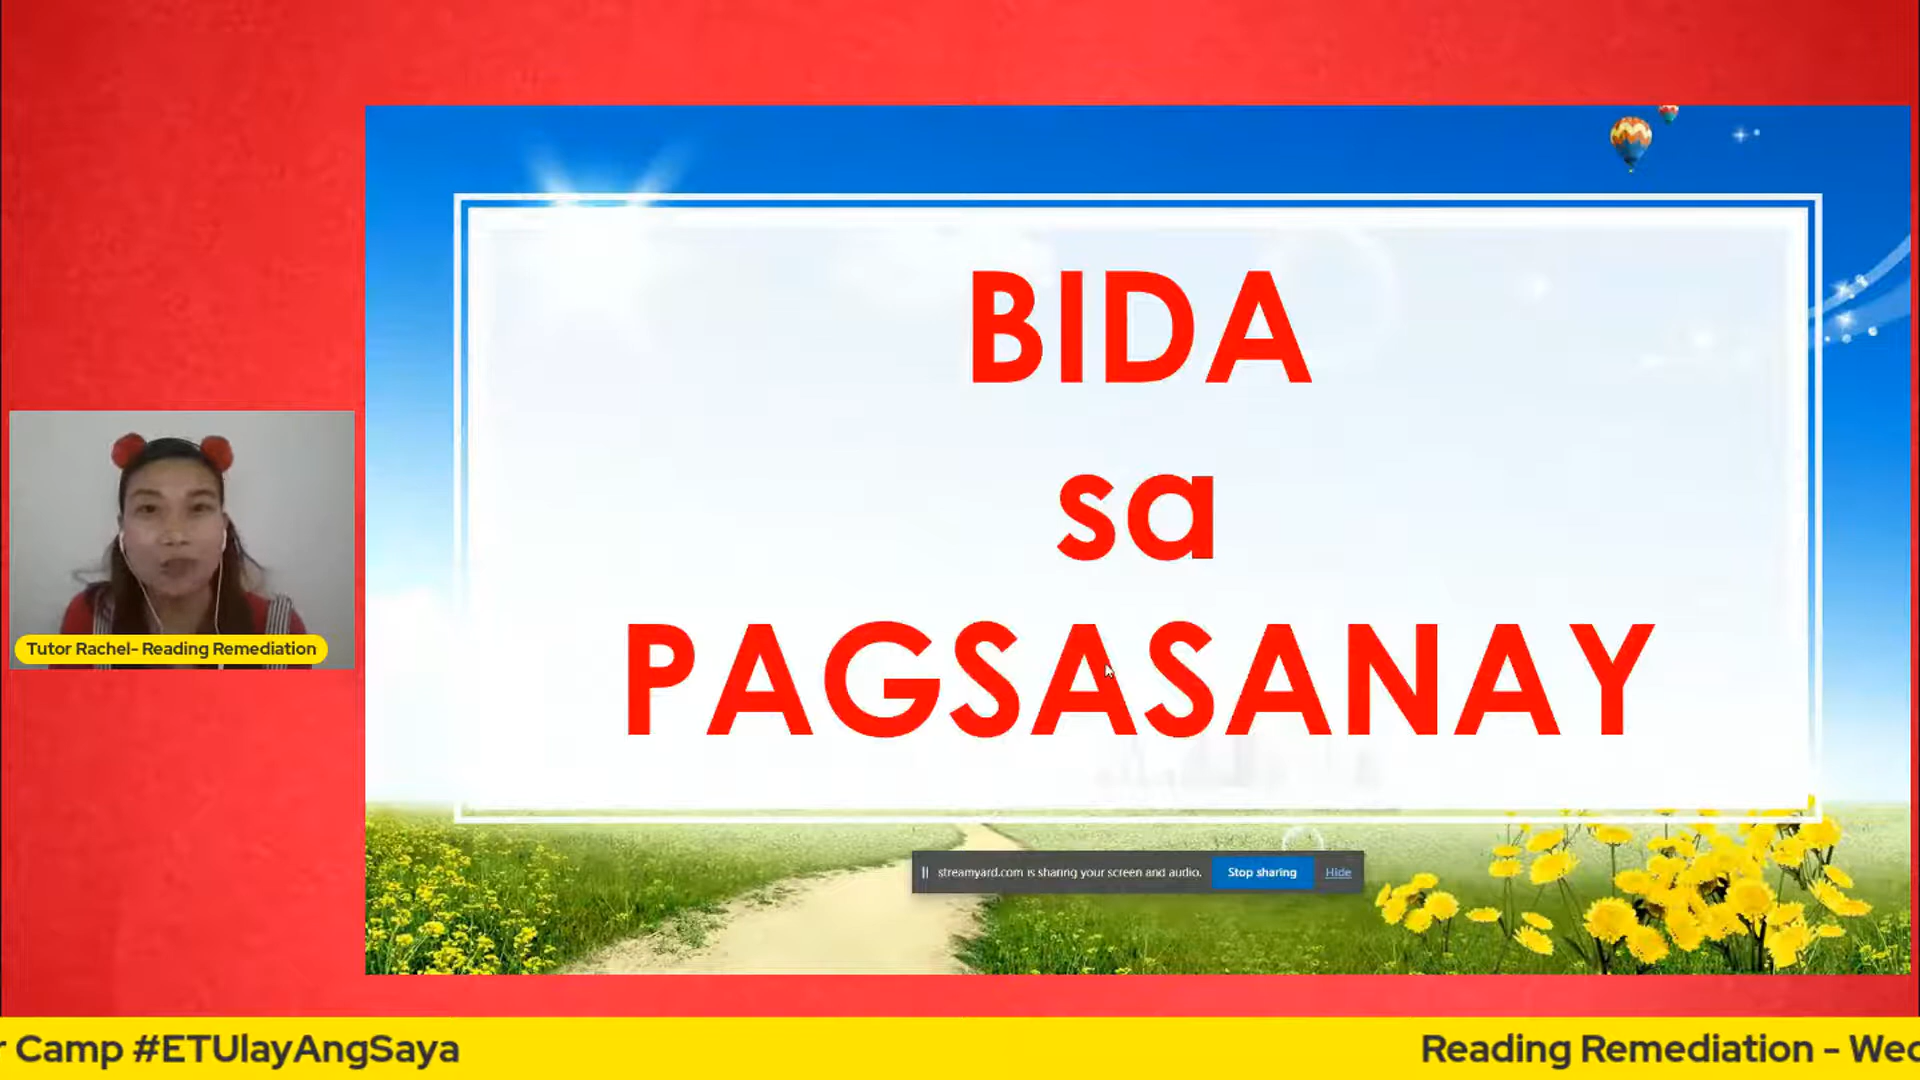 BIDA
sa
PAGSASANAY
Tutor Rachel- Reading Remediation
streamyard.com is sharing your screen and audio. Stop sharing Hide
Camp #ETUlayAngSaya
Reading Remediation -